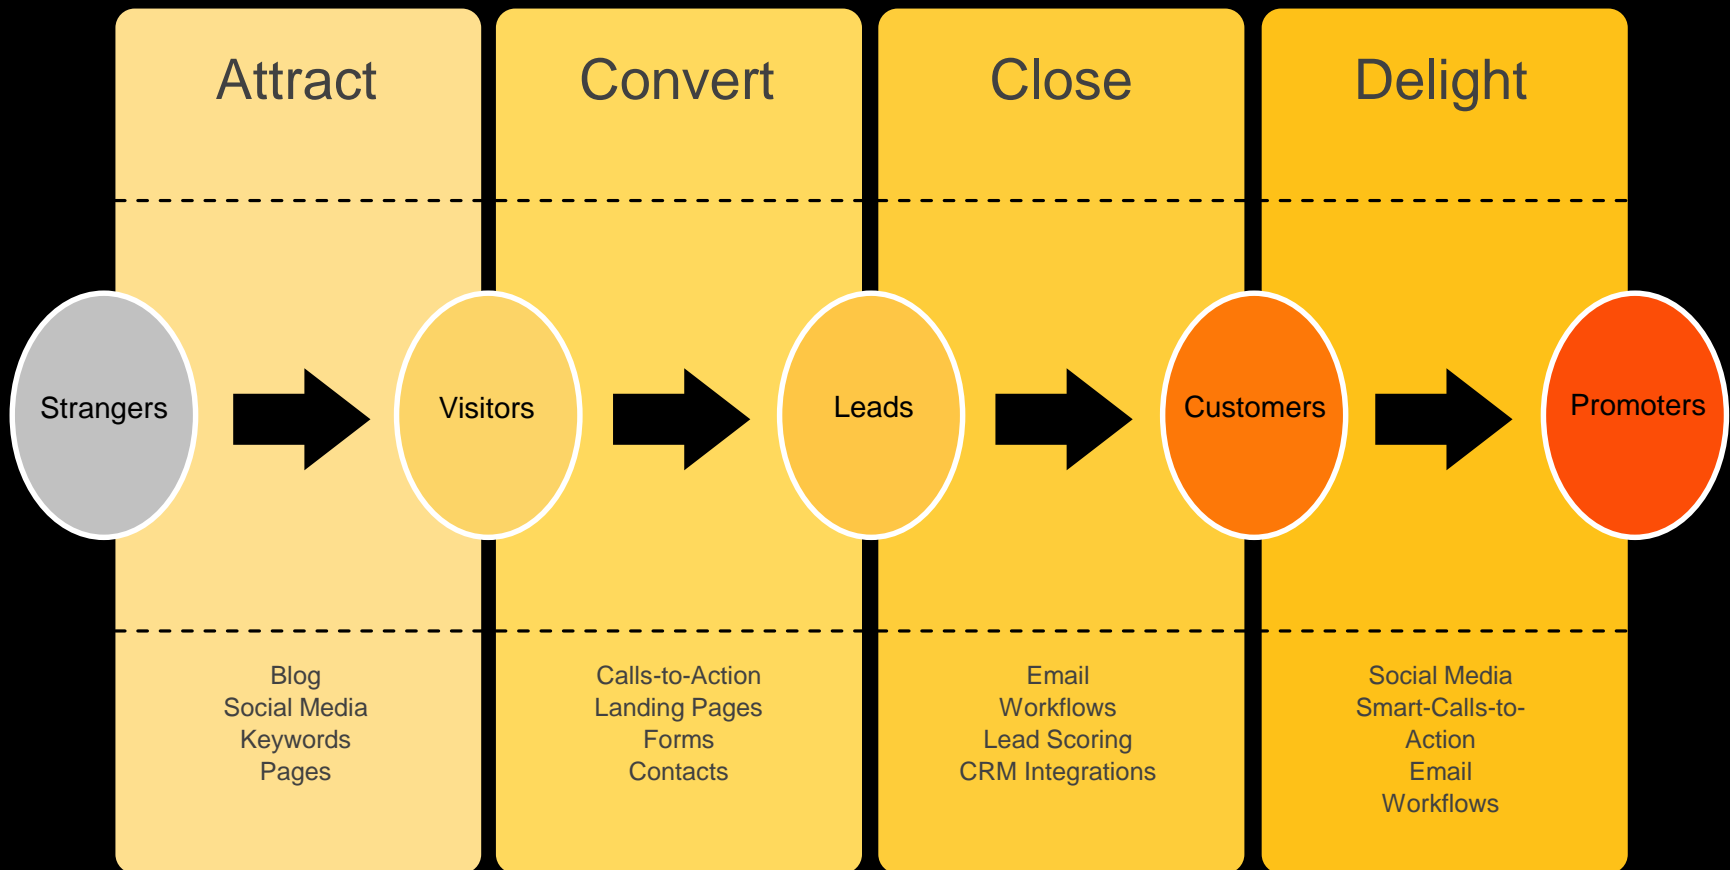 Attract
Convert
Close
Delight
Strangers
Visitors
Leads
Customers
Promoters
Blog
Social Media
Keywords
Pages
Calls-to-Action
Landing Pages
Forms
Contacts
Email
Workflows
Lead Scoring
CRM Integrations
Social Media
Smart-Calls-to-
Action
Email
Workflows